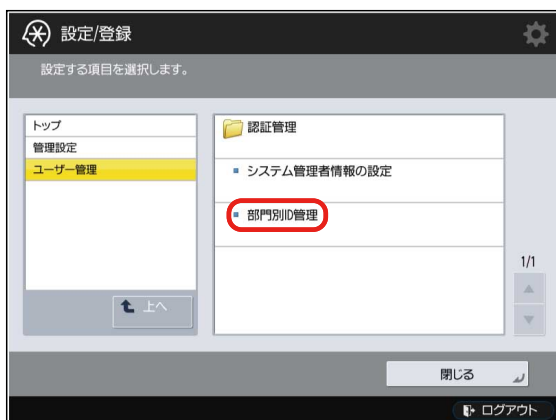 設定/登録
設定する項目を選択します。
トップ
管理設定
ユーザー管理
上へ
認証管理
システム管理者情報の設定
部門別ID管理
1/1
閉じる
ログアウト